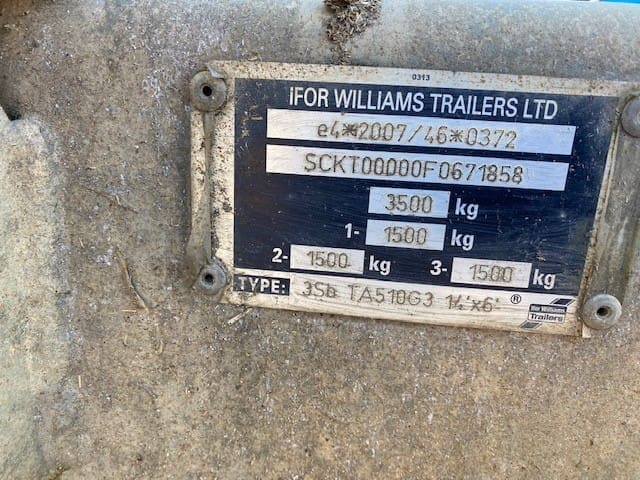 0313
IFOR WILLIAMS TRAILERS LTD
e4*2007/46*0372
SCKT00000F0671858
3500 kg
1- 1500 kg
2- 1500 kg 3- 1500 kg
TYPE: 3Sb TA510G3 14'x6' ®
Ifor Williams
Trailers